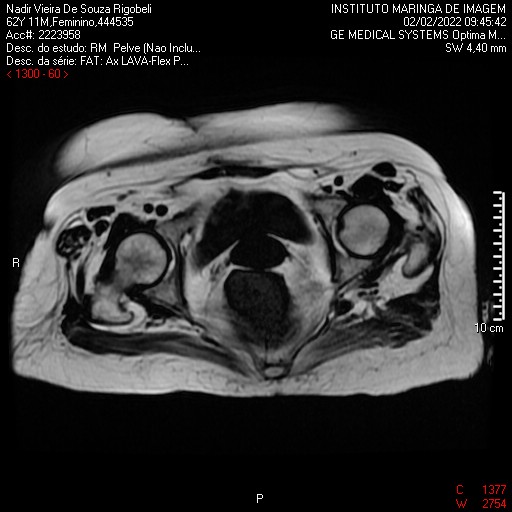 Nadir Vieira De Souza Rigobeli
62Y 11M,Feminino,444535
Acc#: 2223958
Desc. do estudo: RM Pelve (Nao Inclu...
Desc. da série: FAT: Ax LAVA-Flex P...
< 1300 - 60 >
INSTITUTO MARINGA DE IMAGEM
02/02/2022 09:45:42
GE MEDICAL SYSTEMS Optima M...
SW 4,40 mm
R
10 cm
P
C 1377
W 2754